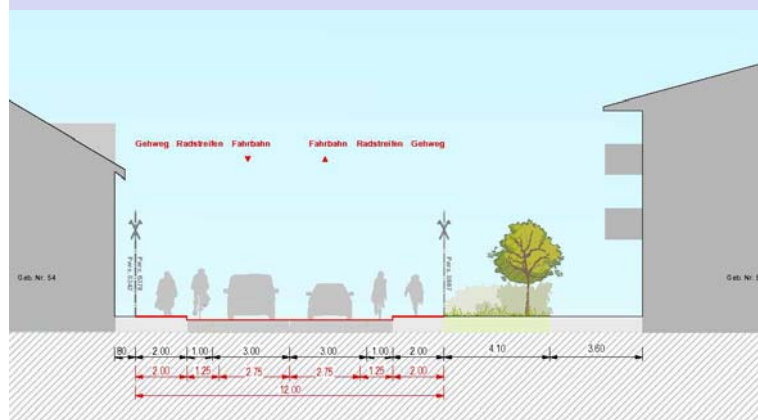 Gehweg Radstreifen Fahrbahn Fahrbahn Radstreifen Gehweg
Geb. Nr. 54
Geb. Nr.
.80 2.00 1.00 3.00 3.00 1.00 2.00 4.10 3.60
2.00 1.25 2.75 2.75 1.25 2.00
12.00